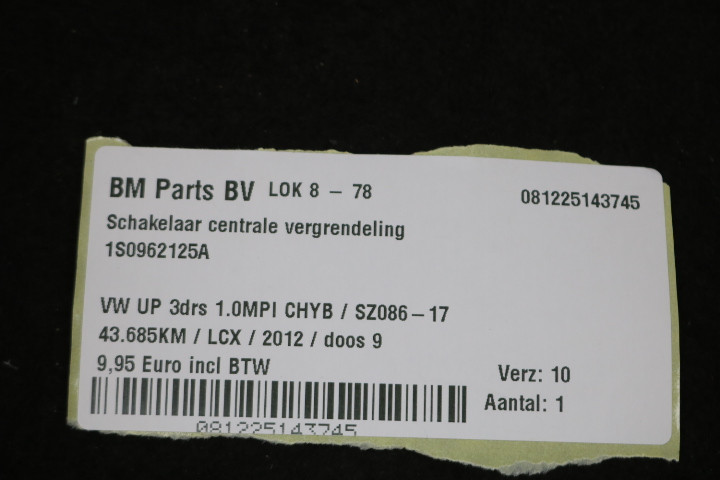 BM Parts BV LOK 8 - 78 081225143745
Schakelaar centrale vergrendeling
1S0962125A
VW UP 3drs 1.0MPI CHYB / SZ086-17
43.685KM / LCX / 2012 / doos 9
9,95 Euro incl BTW
Verz: 10
Aantal: 1
081225143745